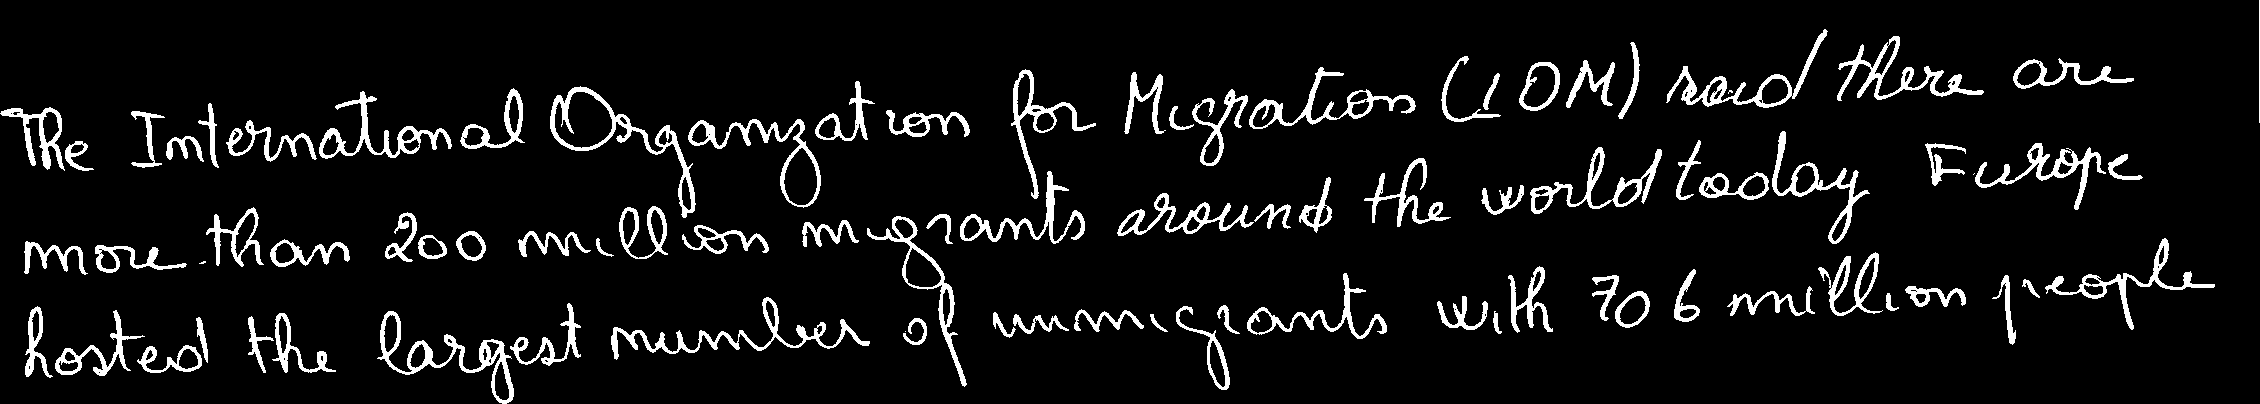 The International Organization for Migration (IOM) said there are
more than 200 million migrants around the world today Europe
hosted the largest number of immigrants with 70 6 million people